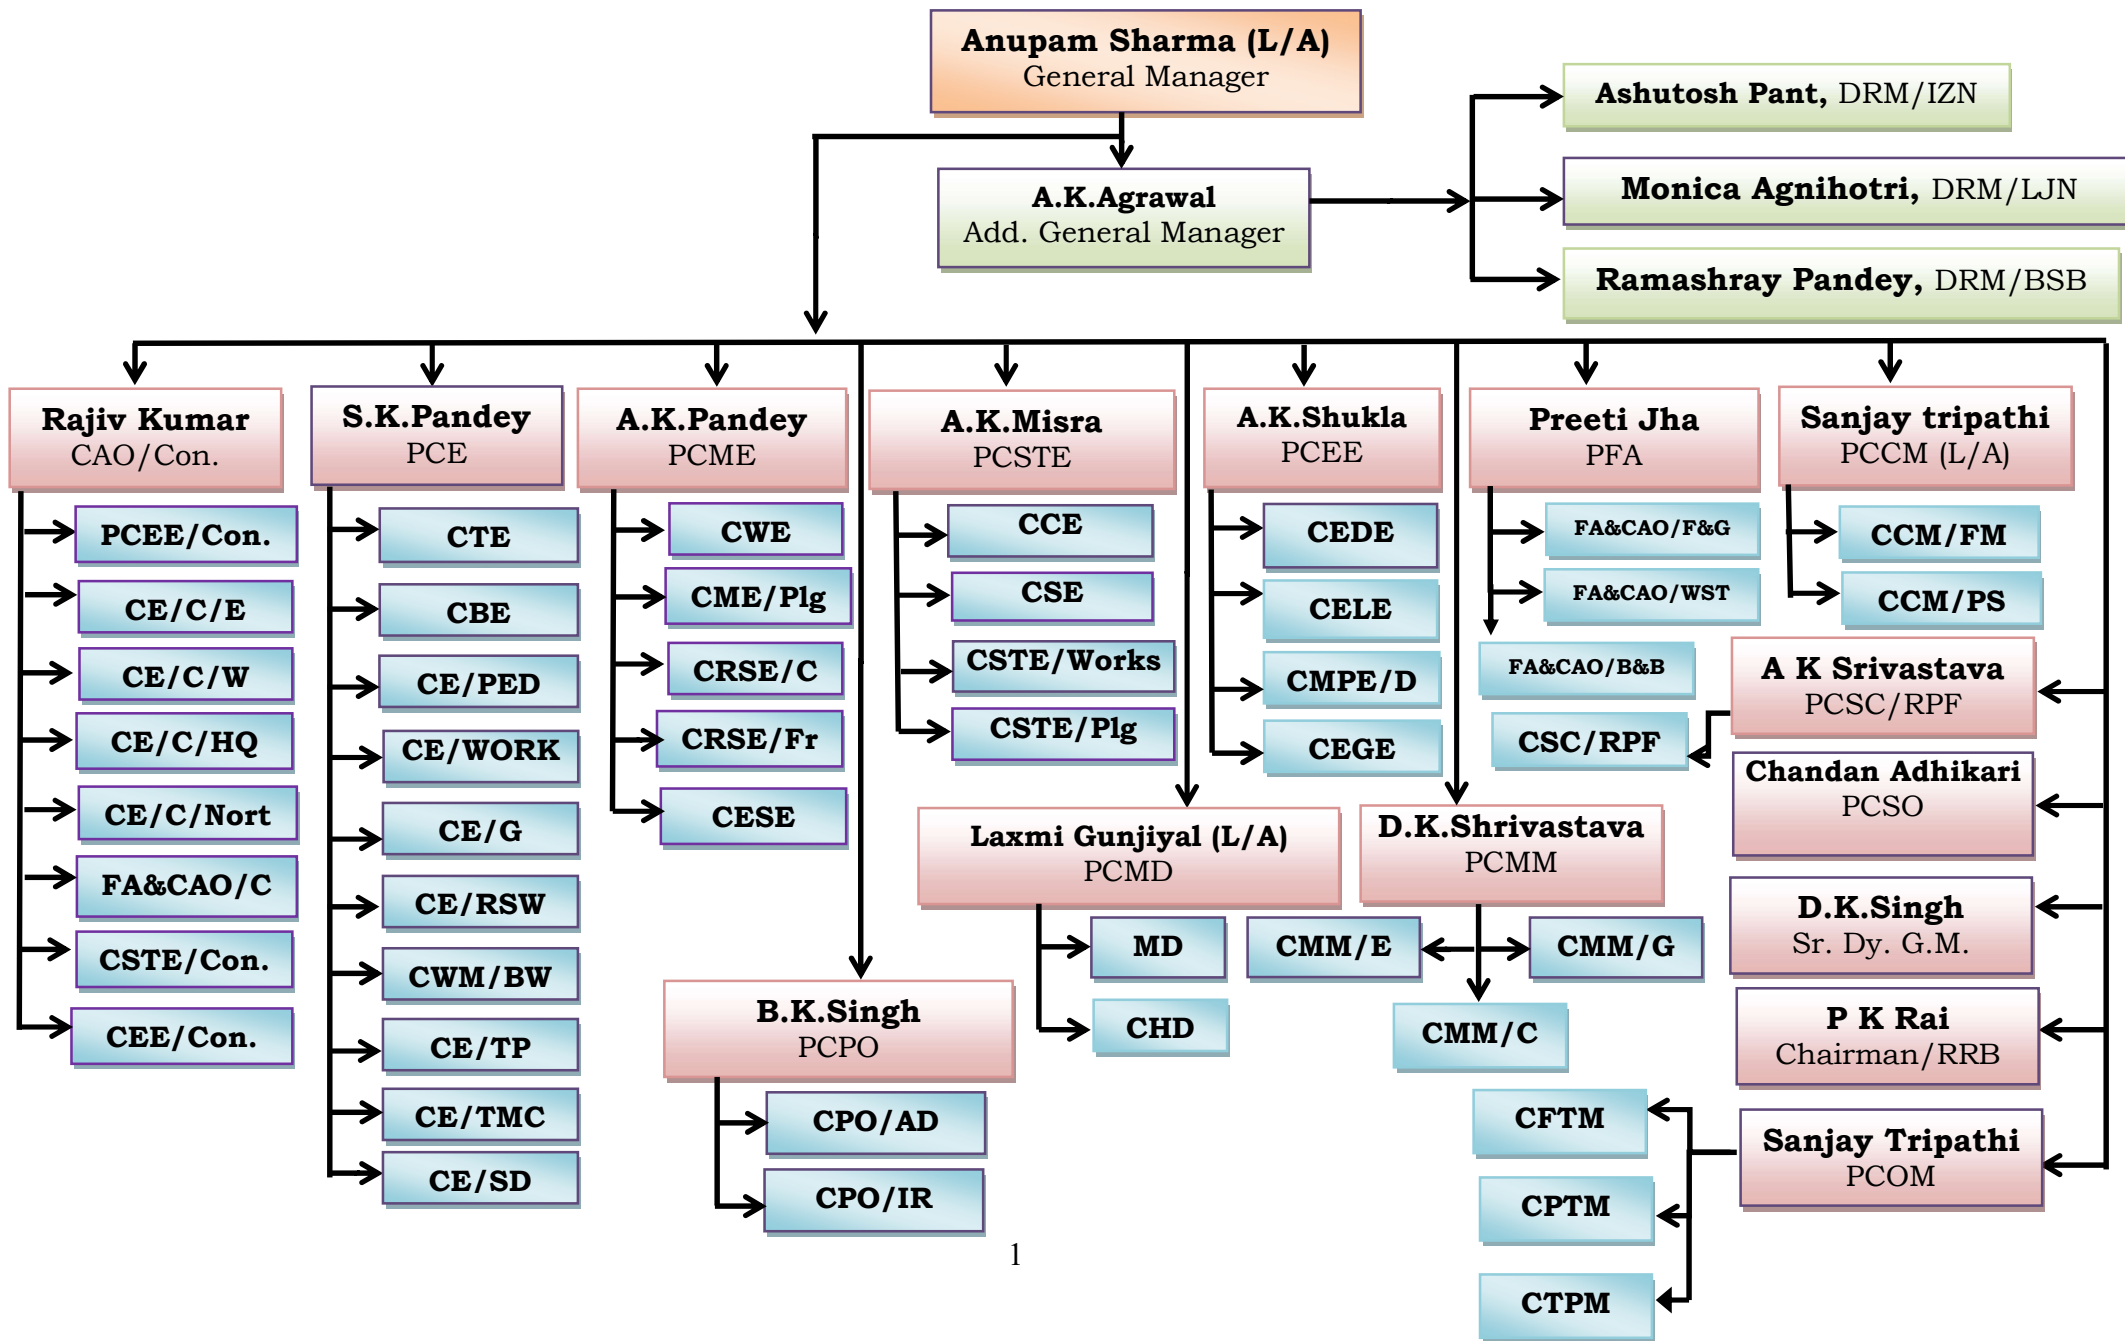 Anupam Sharma (L/A)
General Manager
A.K.Agrawal
Add. General Manager
Ashutosh Pant, DRM/IZN
Monica Agnihotri, DRM/LJN
Ramashray Pandey, DRM/BSB
Rajiv Kumar
CAO/Con.
PCEE/Con.
CE/C/E
CE/C/W
CE/C/HQ
CE/C/Nort
FA&CAO/C
CSTE/Con.
CEE/Con.
S.K.Pandey
PCE
CTE
CBE
CE/PED
CE/WORK
CE/G
CE/RSW
CWM/BW
CE/TP
CE/TMC
CE/SD
A.K.Pandey
PCME
CWE
CME/Plg
CRSE/C
CRSE/Fr
CESE
B.K.Singh
PCPO
CPO/AD
CPO/IR
A.K.Misra
PCSTE
CCE
CSE
CSTE/Works
CSTE/Plg
Laxmi Gunjiyal (L/A)
PCMD
MD
CHD
A.K.Shukla
PCEE
CEDE
CELE
CMPE/D
CEGE
D.K.Shrivastava
PCMM
CMM/E
CMM/G
CMM/C
Preeti Jha
PFA
FA&CAO/F&G
FA&CAO/WST
FA&CAO/B&B
Sanjay tripathi
PCCM (L/A)
CCM/FM
CCM/PS
A K Srivastava
PCSC/RPF
CSC/RPF
Chandan Adhikari
PCSO
D.K.Singh
Sr. Dy. G.M.
P K Rai
Chairman/RRB
Sanjay Tripathi
PCOM
CFTM
CPTM
CTPM
1